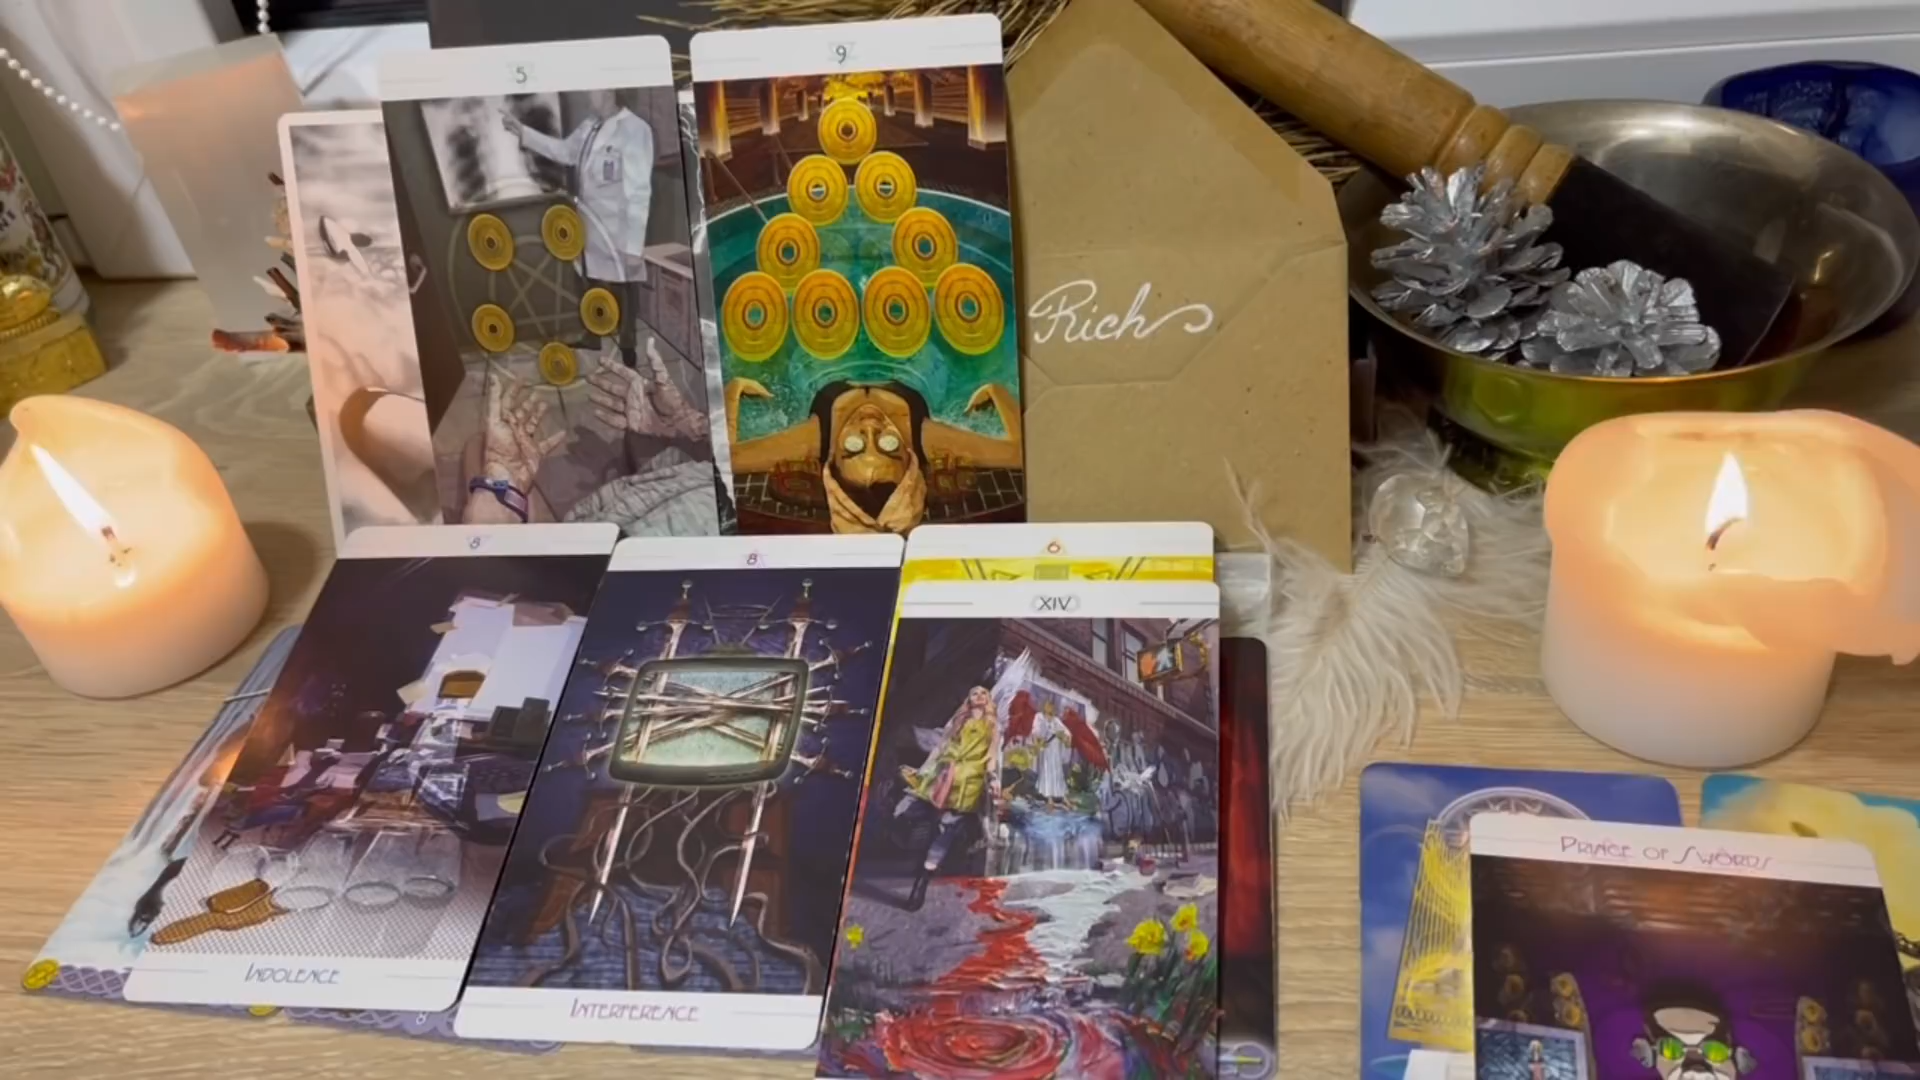 5
9
Rich
8
8
6
XIV
INDOLENCE
INTERFERENCE
PRINCE OF SWORDS